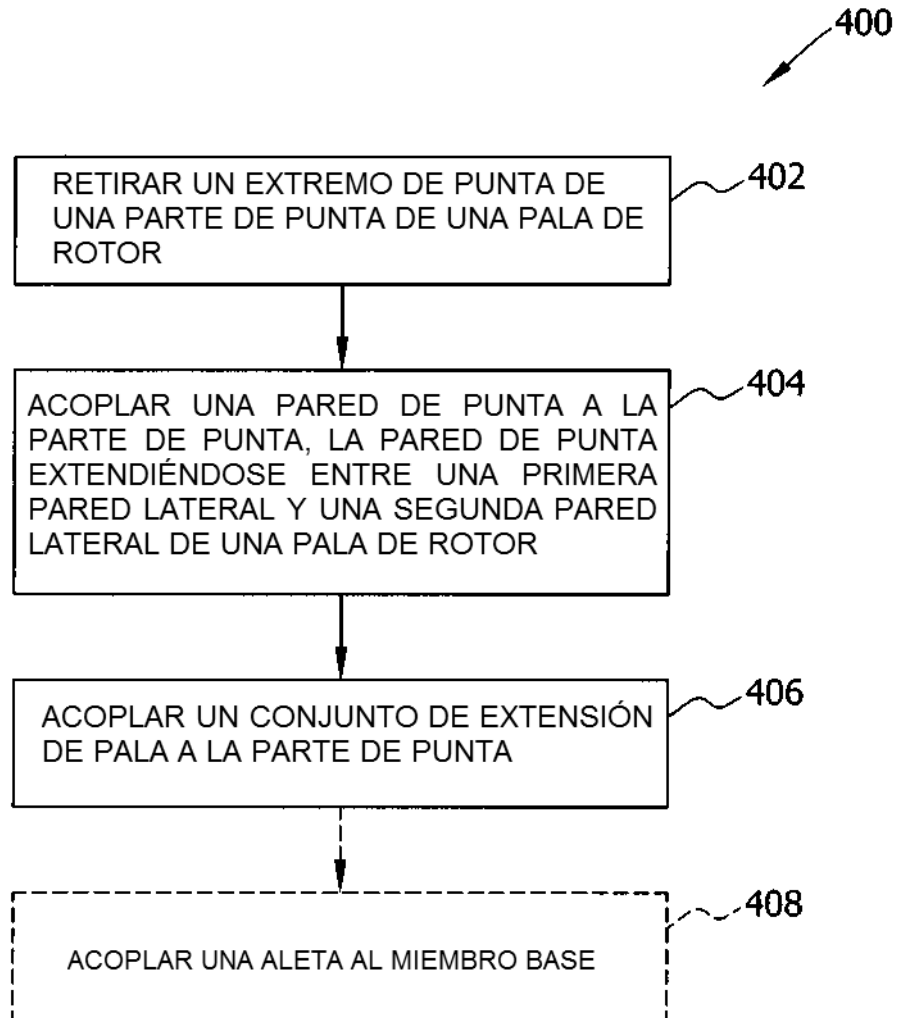 400
RETIRAR UN EXTREMO DE PUNTA DE
UNA PARTE DE PUNTA DE UNA PALA DE
ROTOR
402
ACOPLAR UNA PARED DE PUNTA A LA
PARTE DE PUNTA, LA PARED DE PUNTA
EXTENDIÉNDOSE ENTRE UNA PRIMERA
PARED LATERAL Y UNA SEGUNDA PARED
LATERAL DE UNA PALA DE ROTOR
404
ACOPLAR UN CONJUNTO DE EXTENSIÓN
DE PALA A LA PARTE DE PUNTA
406
ACOPLAR UNA ALETA AL MIEMBRO BASE
408